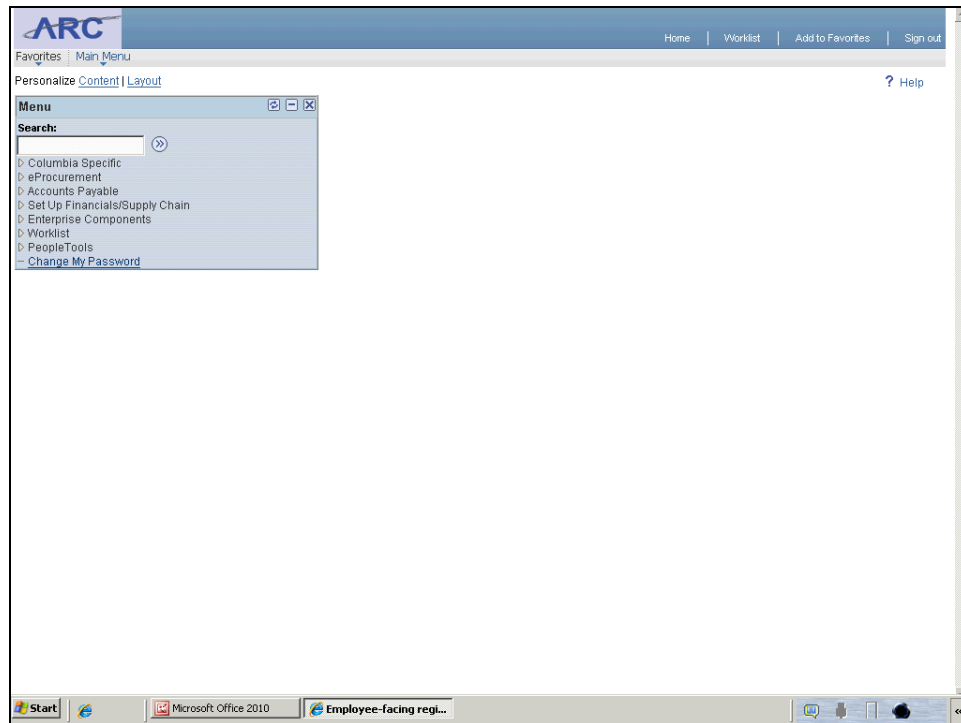 ARC
Home | Worklist | Add to Favorites | Sign out
Favorites Main Menu
Personalize Content | Layout
? Help
Menu
Search:
Columbia Specific
eProcurement
Accounts Payable
Set Up Financials/Supply Chain
Enterprise Components
Worklist
PeopleTools
Change My Password
Start Microsoft Office 2010 Employee-facing regi...